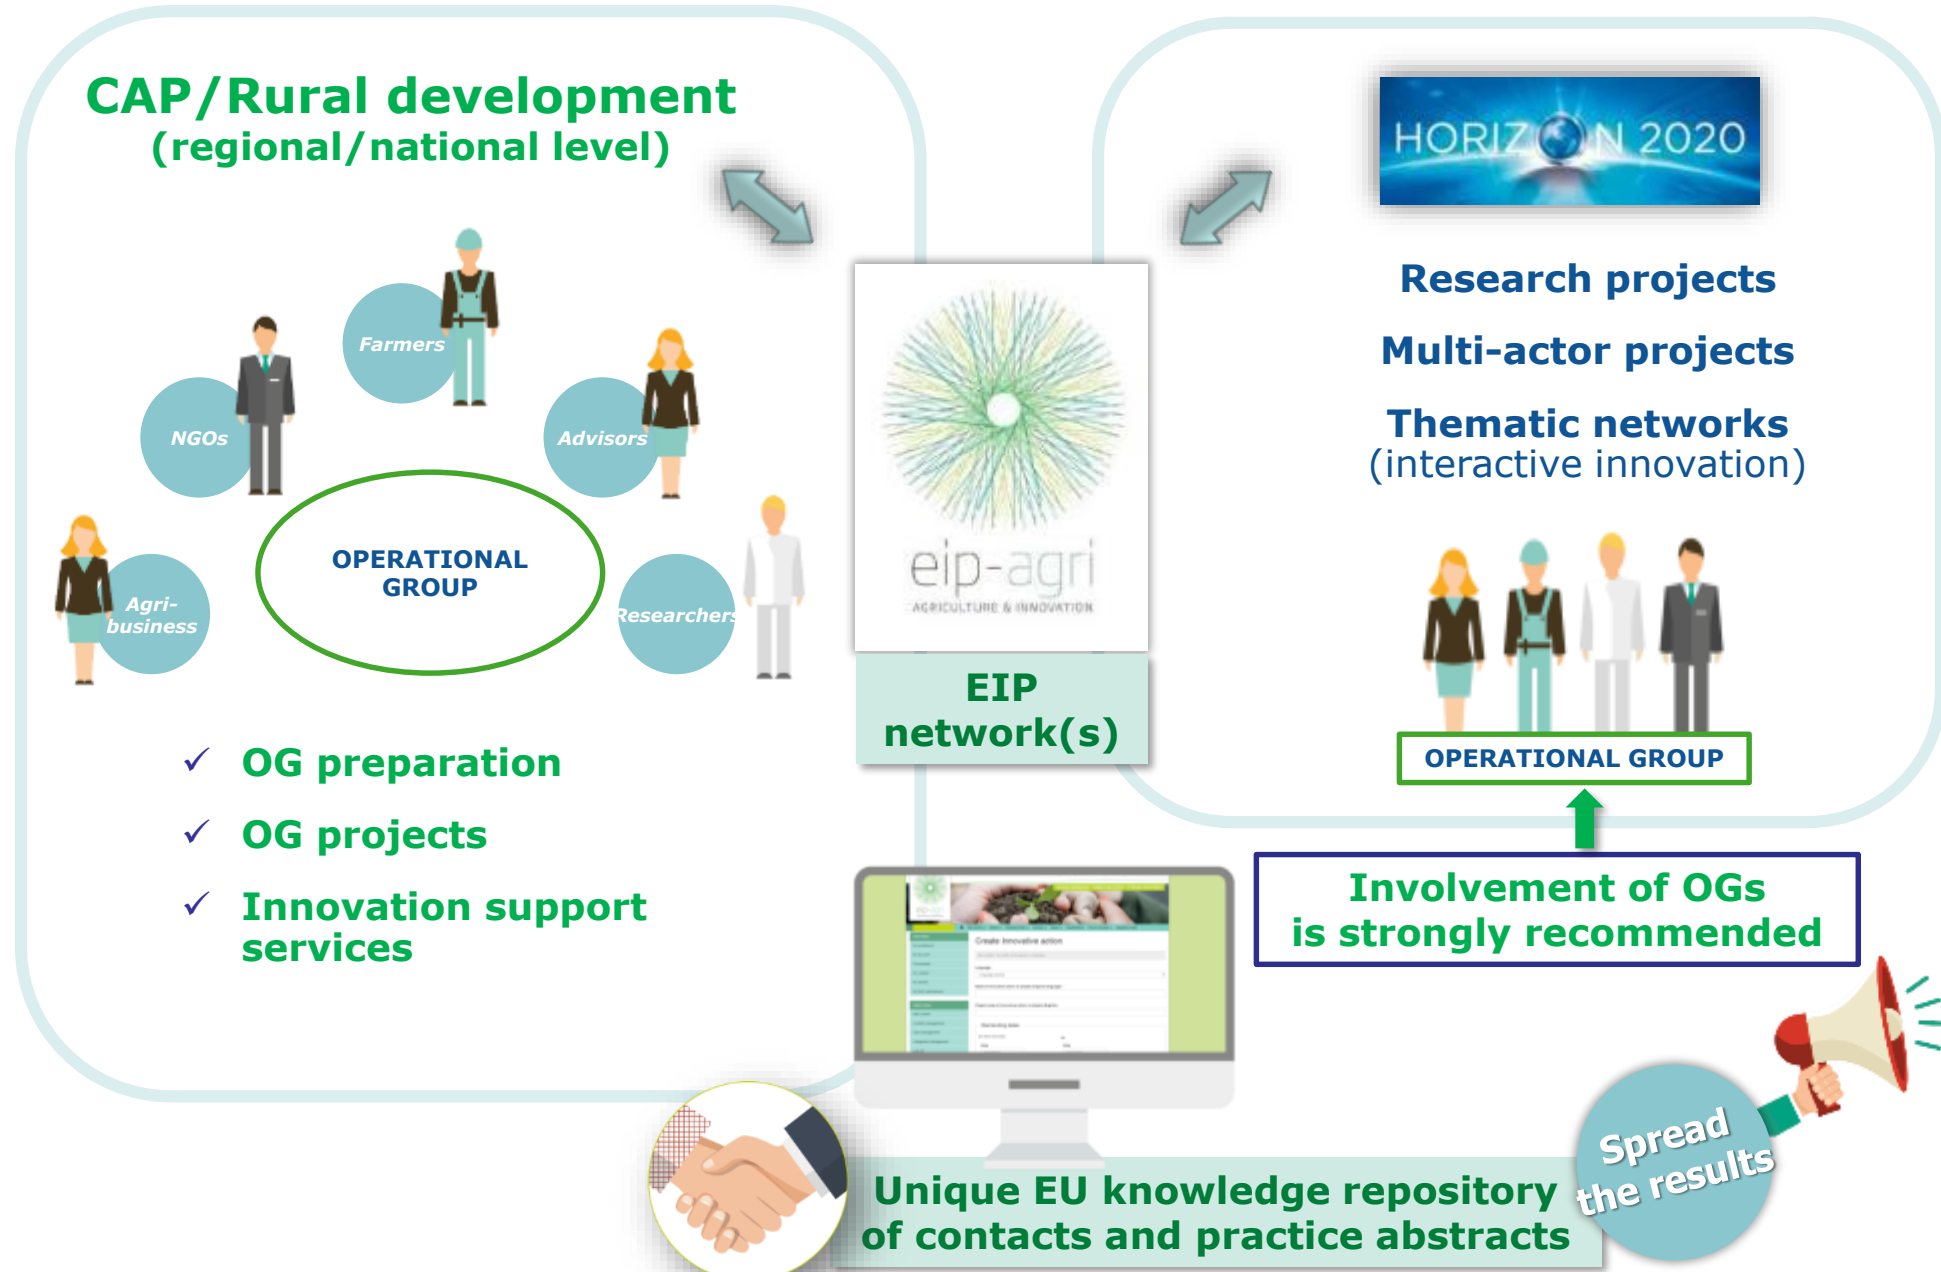 CAP/Rural development
(regional/national level)
Farmers
NGOs
Advisors
OPERATIONAL
GROUP
Agri-
business
Researchers
✓ OG preparation
✓ OG projects
✓ Innovation support
services
eip-agri
AGRICULTURE & INNOVATION
EIP
network(s)
HORIZON 2020
Research projects
Multi-actor projects
Thematic networks
(interactive innovation)
OPERATIONAL GROUP
Involvement of OGs
is strongly recommended
Create Innovative action
Unique EU knowledge repository
of contacts and practice abstracts
Spread
the results